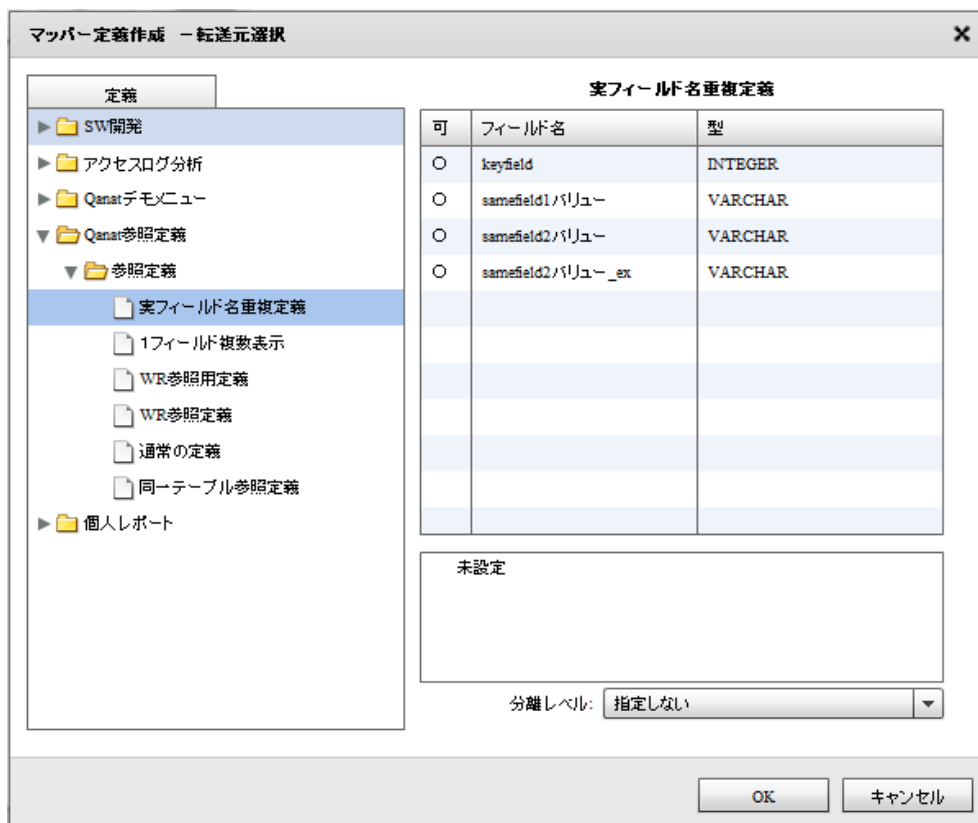 マッパー定義作成 －転送元選択
定義
SW開発
アクセスログ分析
Qanatデモメニュー
Qanat参照定義
参照定義
実フィールド名重複定義
1フィールド複数表示
WR参照用定義
WR参照定義
通常の定義
同一テーブル参照定義
個人レポート
実フィールド名重複定義
可 フィールド名 型
○ keyfield INTEGER
○ samefield1バリュー VARCHAR
○ samefield2バリュー VARCHAR
○ samefield2バリュー_ex VARCHAR
未設定
分離レベル: 指定しない
OK キャンセル